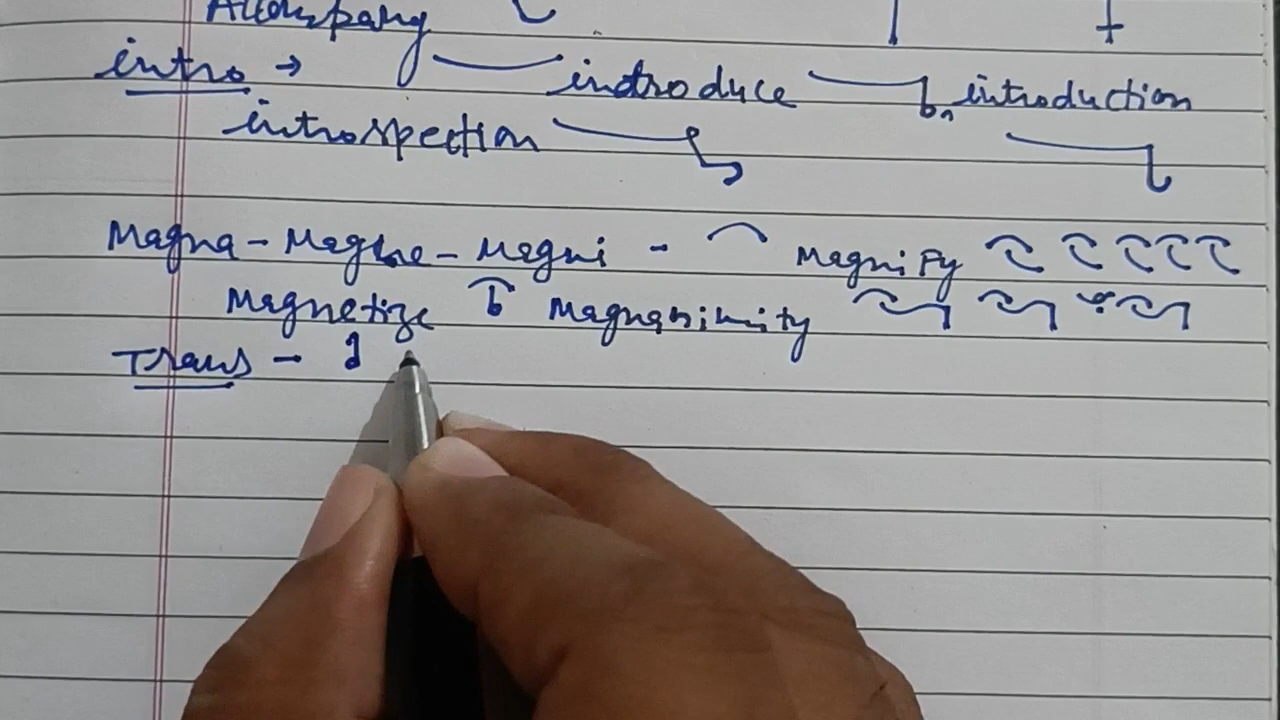 intro → introduce introduction
introspection
Magna - Magne - Magni - Magnify
Magnetize Magnanimity
Trans -